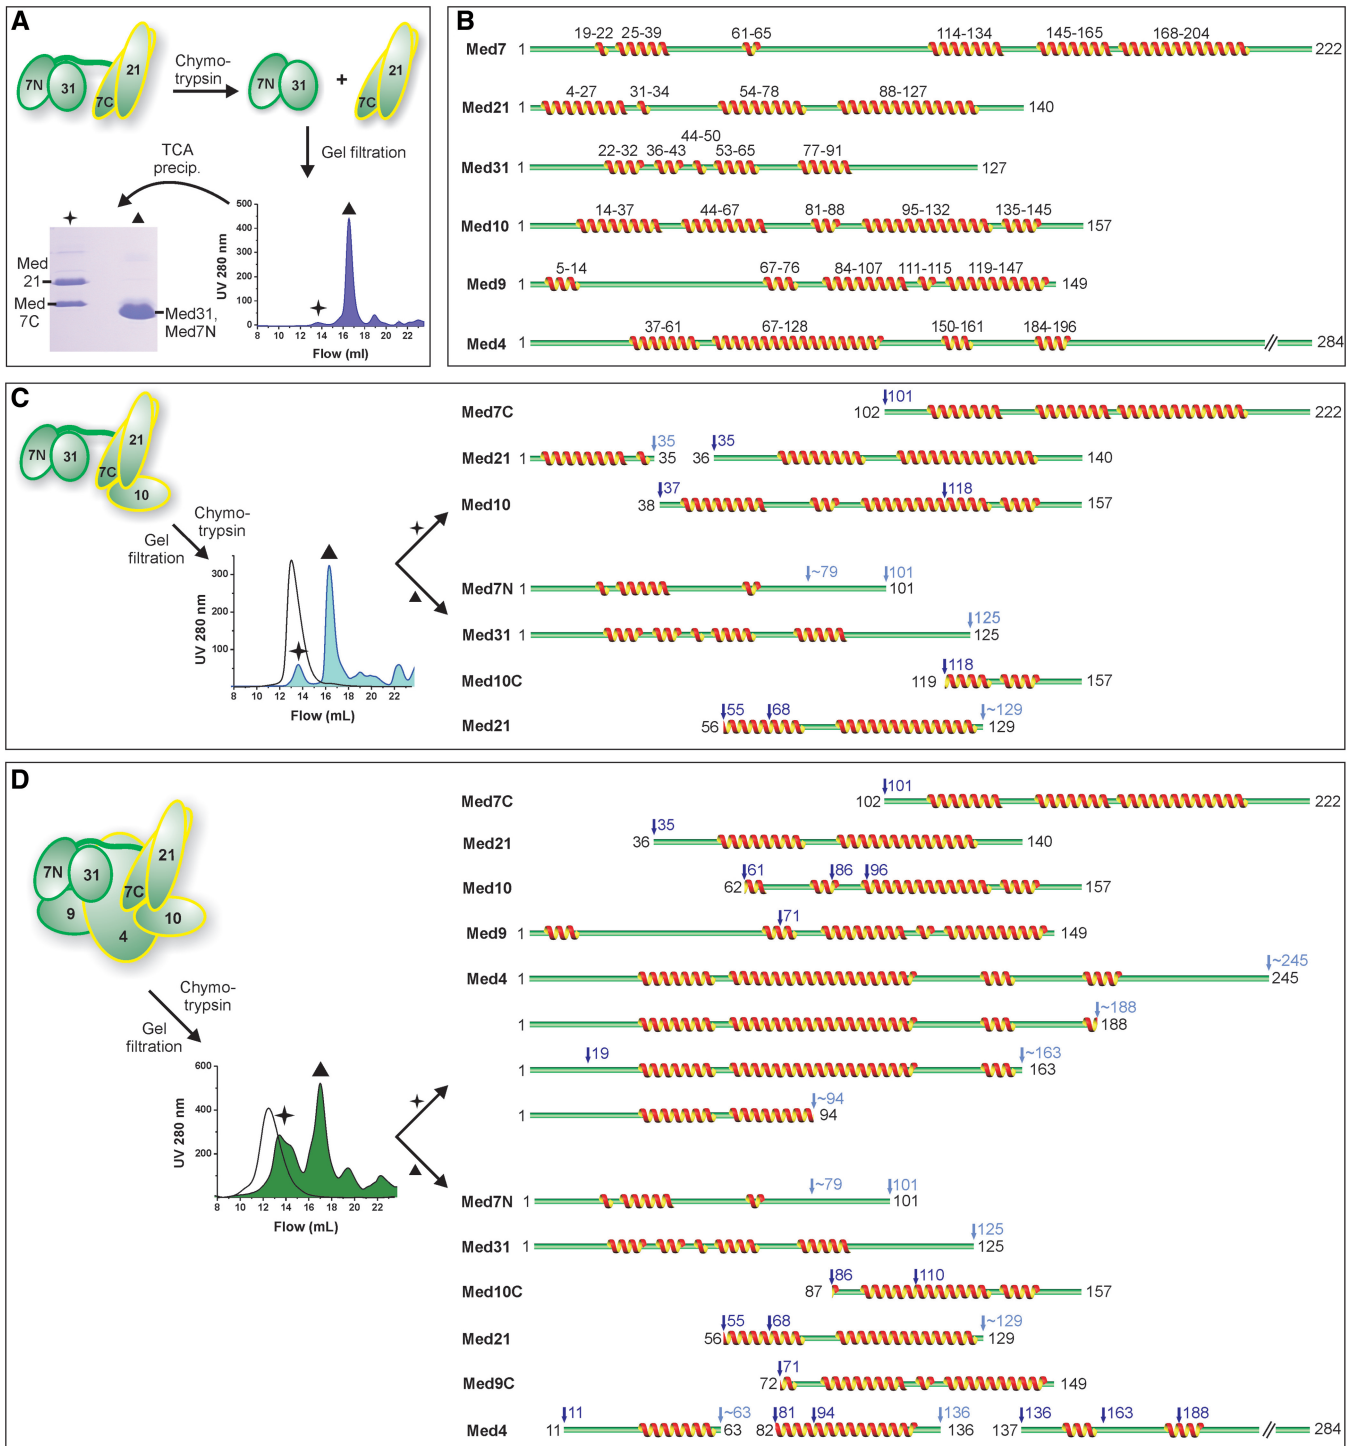 A
7N
31
7C
21
Chymo-
trypsin
7N
31
+
7C
21
Gel filtration
TCA
precip.
Med
21
Med
7C
Med31,
Med7N
UV 280 nm
500
400
300
200
100
0
8 10 12 14 16 18 20 22
Flow (ml)
B
19-22 25-39 61-65 114-134 145-165 168-204
Med7 1 222
4-27 31-34 54-78 88-127
Med21 1 140
44-50
22-32 36-43 53-65 77-91
Med31 1 127
14-37 44-67 81-88 95-132 135-145
Med10 1 157
5-14 67-76 84-107 111-115 119-147
Med9 1 149
37-61 67-128 150-161 184-196
Med4 1 284
C
7N
31
7C
21
10
Chymo-
trypsin
Gel
filtration
UV 280 nm
300
200
100
8 10 12 14 16 18 20 22
Flow (mL)
101
Med7C 102 222
35 35
Med21 1 35 36 140
37 118
Med10 38 157
~79 101
Med7N 1 101
125
Med31 1 125
118
Med10C 119 157
55 68 ~129
Med21 56 129
D
7N
31
7C
21
9
4
10
Chymo-
trypsin
Gel
filtration
UV 280 nm
600
400
200
8 10 12 14 16 18 20 22
Flow (mL)
101
Med7C 102 222
35
Med21 36 140
61 86 96
Med10 62 157
71
Med9 1 149
~245
Med4 1 245
~188
1 188
19 ~163
1 163
~94
1 94
~79 101
Med7N 1 101
125
Med31 1 125
86 110
Med10C 87 157
55 68 ~129
Med21 56 129
71
Med9C 72 149
11 ~63 81 94 136 136 163 188
Med4 11 63 82 136 137 284